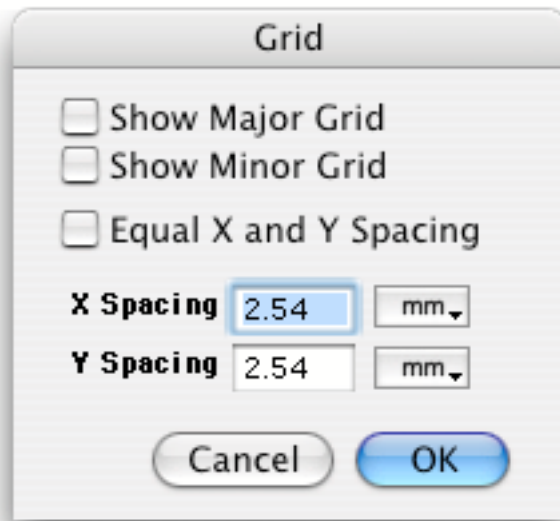 Grid
Show Major Grid
Show Minor Grid
Equal X and Y Spacing
X Spacing 2.54 mm
Y Spacing 2.54 mm
Cancel OK